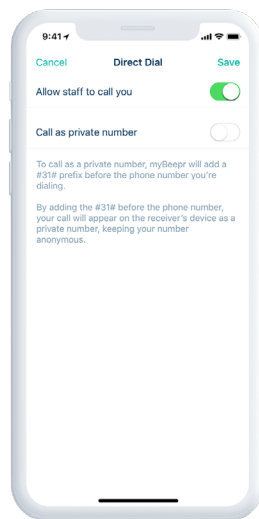 9:41
Cancel Direct Dial Save
Allow staff to call you
Call as private number
To call as a private number, myBeepr will add a
#31# prefix before the phone number you're
dialing.
By adding the #31# before the phone number,
your call will appear on the receiver's device as a
private number, keeping your number
anonymous.